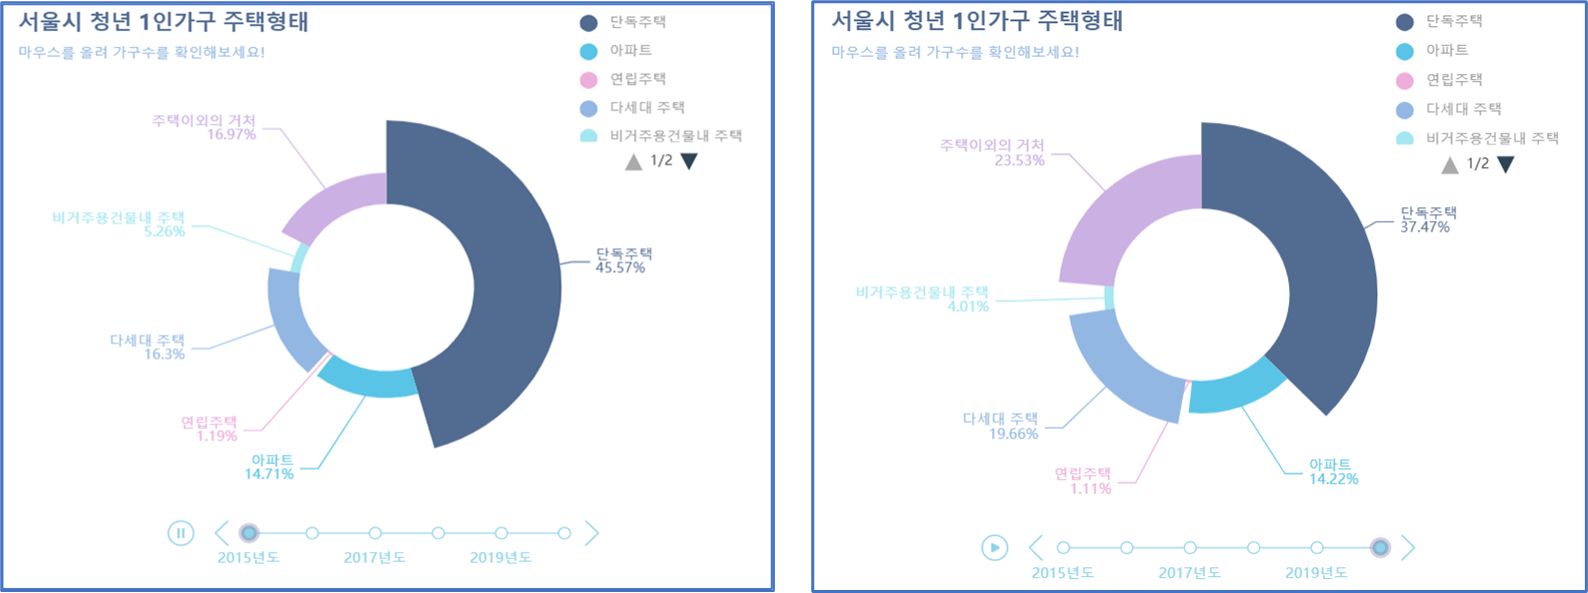 서울시 청년 1인가구 주택형태
마우스를 올려 가구수를 확인해보세요!
단독주택
아파트
연립주택
다세대 주택
비거주용건물내 주택
1/2
주택이외의 거처
16.97%
비거주용건물내 주택
5.26%
단독주택
45.57%
다세대 주택
16.3%
연립주택
1.19%
아파트
14.71%
2015년도 2017년도 2019년도
서울시 청년 1인가구 주택형태
마우스를 올려 가구수를 확인해보세요!
단독주택
아파트
연립주택
다세대 주택
비거주용건물내 주택
1/2
주택이외의 거처
23.53%
단독주택
37.47%
비거주용건물내 주택
4.01%
다세대 주택
19.66%
연립주택
1.11%
아파트
14.22%
2015년도 2017년도 2019년도